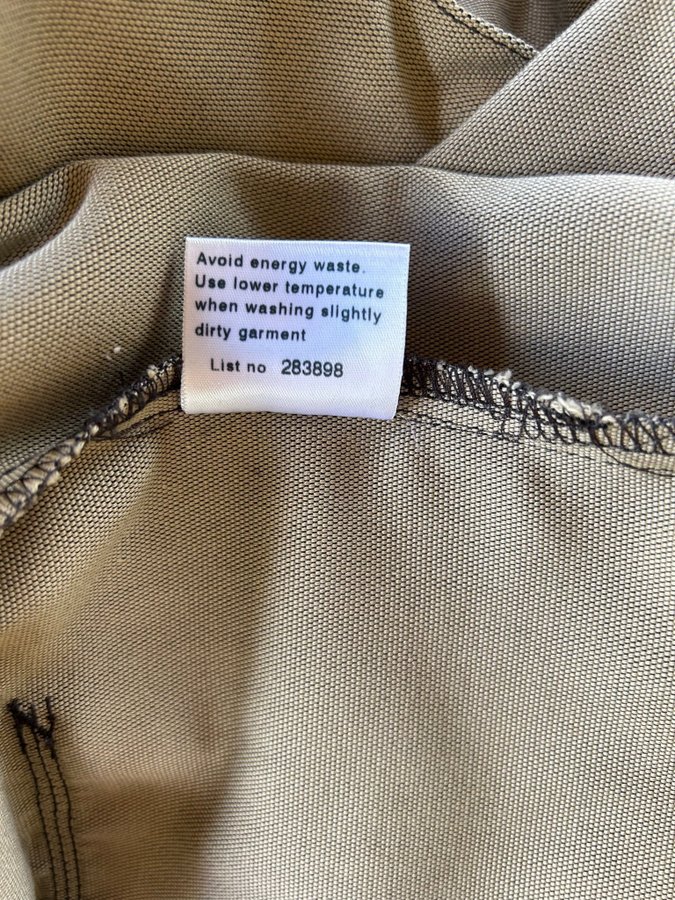 Avoid energy waste.
Use lower temperature
when washing slightly
dirty garment
List no 283898